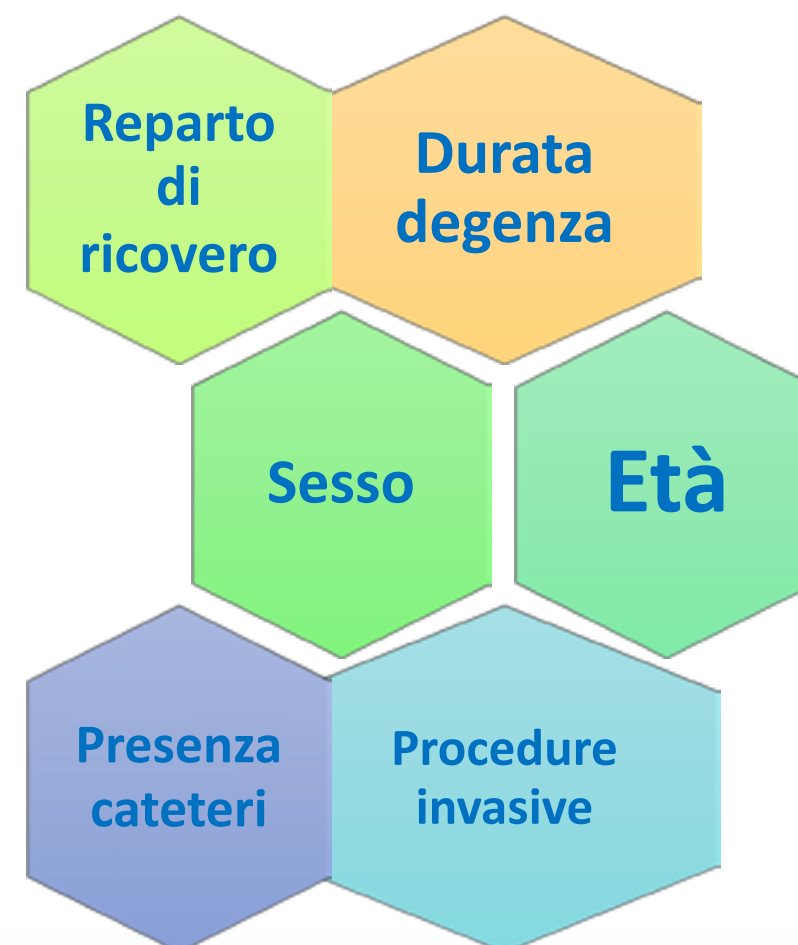 Reparto
di
ricovero
Durata
degenza
Sesso
Età
Presenza
cateteri
Procedure
invasive